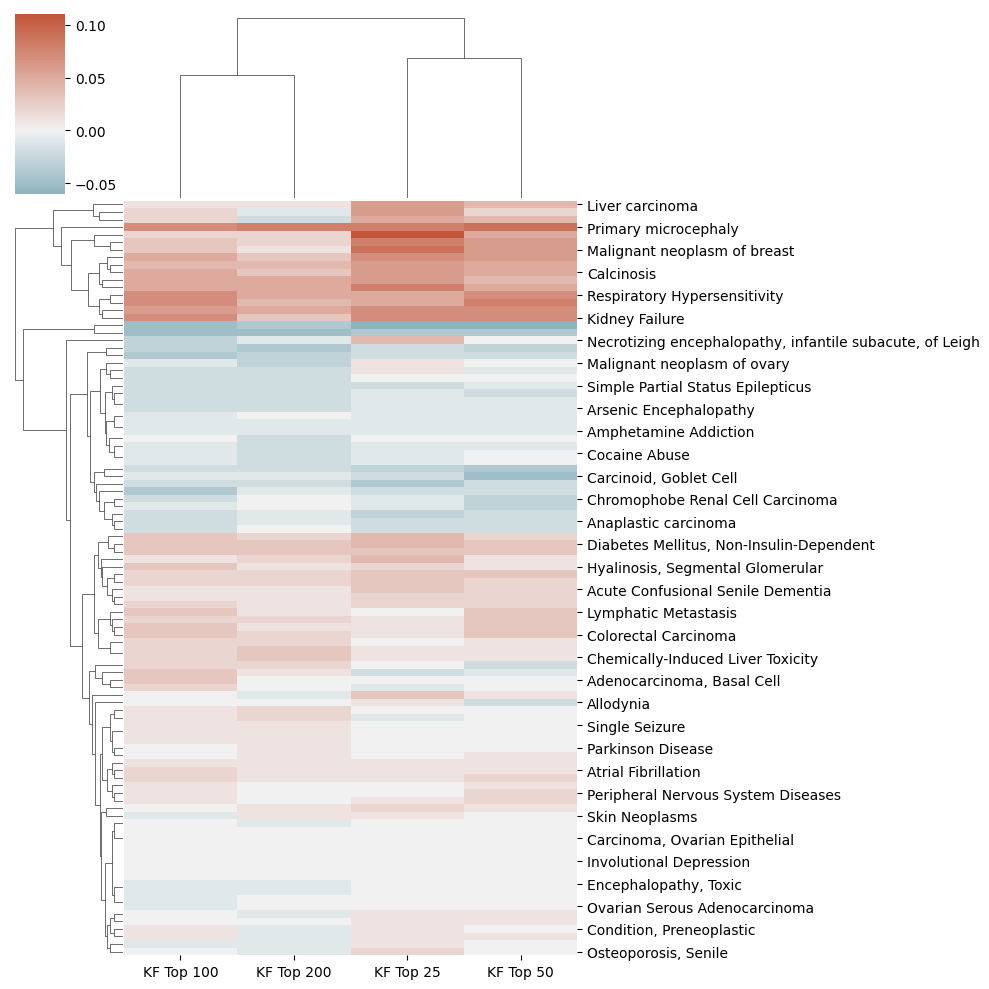 0.10
0.05
0.00
−0.05
Liver carcinoma
Primary microcephaly
Malignant neoplasm of breast
Calcinosis
Respiratory Hypersensitivity
Kidney Failure
Necrotizing encephalopathy, infantile subacute, of Leigh
Malignant neoplasm of ovary
Simple Partial Status Epilepticus
Arsenic Encephalopathy
Amphetamine Addiction
Cocaine Abuse
Carcinoid, Goblet Cell
Chromophobe Renal Cell Carcinoma
Anaplastic carcinoma
Diabetes Mellitus, Non-Insulin-Dependent
Hyalinosis, Segmental Glomerular
Acute Confusional Senile Dementia
Lymphatic Metastasis
Colorectal Carcinoma
Chemically-Induced Liver Toxicity
Adenocarcinoma, Basal Cell
Allodynia
Single Seizure
Parkinson Disease
Atrial Fibrillation
Peripheral Nervous System Diseases
Skin Neoplasms
Carcinoma, Ovarian Epithelial
Involutional Depression
Encephalopathy, Toxic
Ovarian Serous Adenocarcinoma
Condition, Preneoplastic
Osteoporosis, Senile
KF Top 100 KF Top 200 KF Top 25 KF Top 50